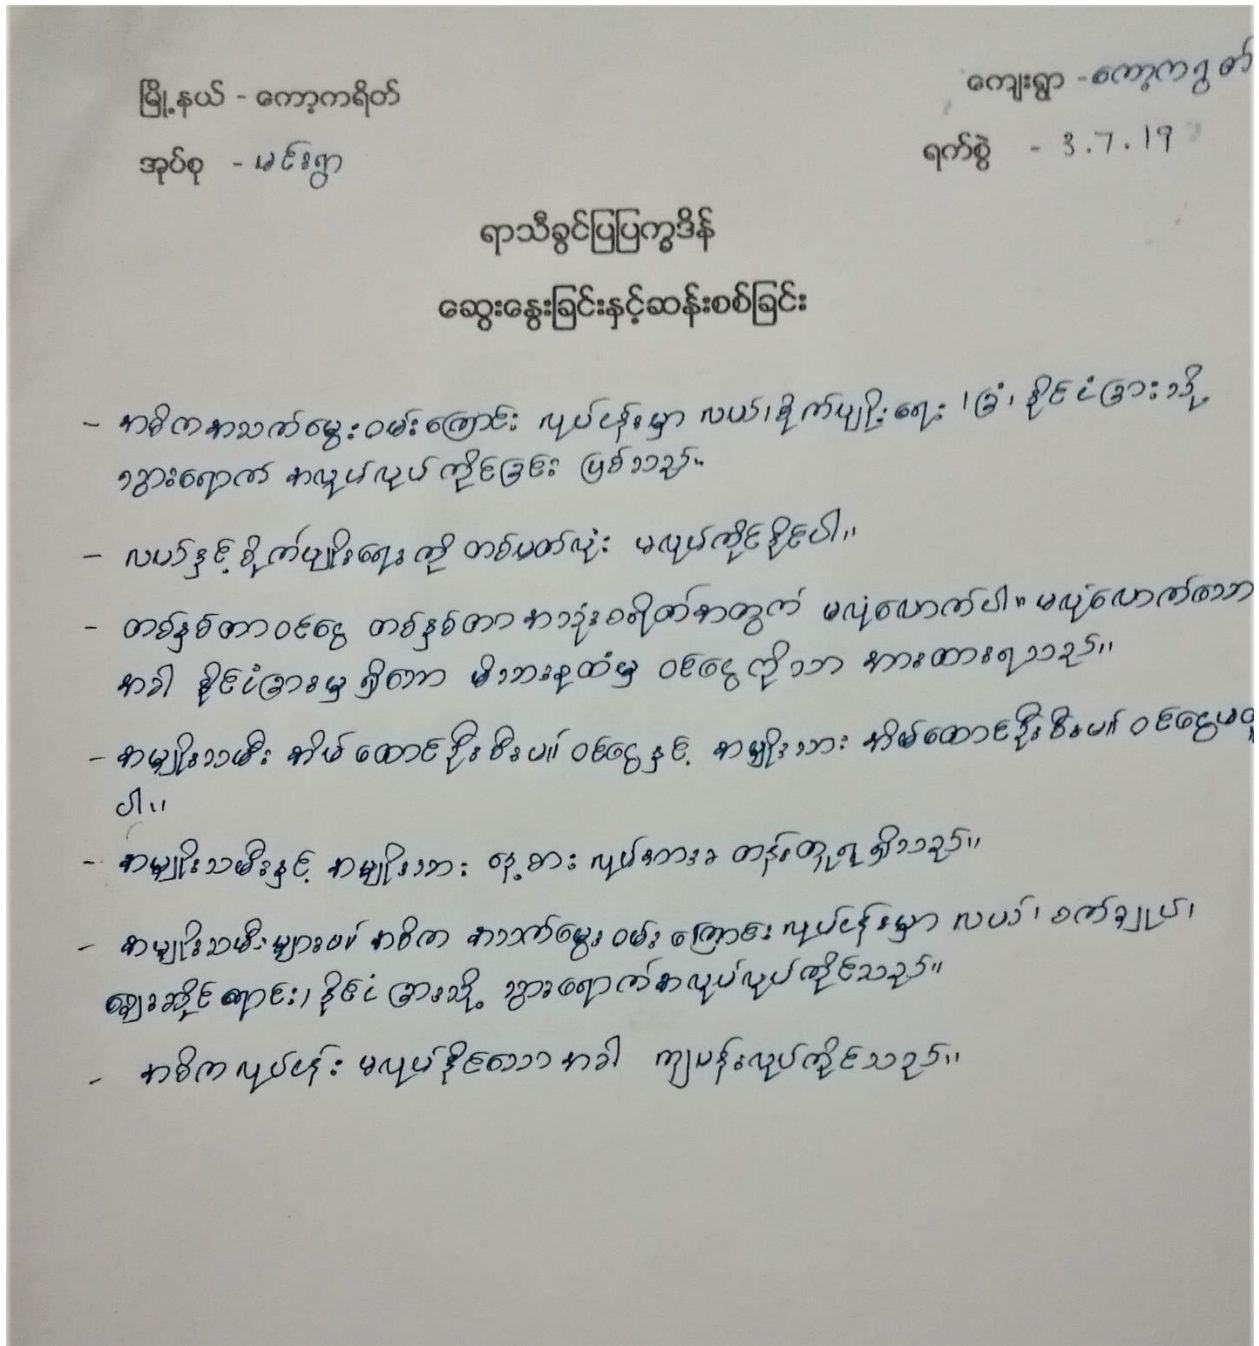 မြို့နယ် - ကော့ကရိတ်
ကျေးရွာ - ကော့က
အုပ်စု - မင်းရွာ
ရက်စွဲ - 3.7.19
ရာသီခွင်ပြပြက္ခဒိန်
ဆွေးနွေးခြင်းနှင့်ဆန်းစစ်ခြင်း
- အဓိကအသက်မွေးဝမ်းကြောင်း လုပ်ငန်းမှာ လယ်၊ စိုက်ပျိုးရေး ၊ခြံ၊ နိုင်ငံခြားသို့
သွားရောက် အလုပ်လုပ်ကိုင်ခြင်း ဖြစ်သည်။
- လယ်နှင့် စိုက်ပျိုးရေးကို တစ်ပတ်လုံး မလုပ်ကိုင်နိုင်ပါ။
- တစ်နှစ်တာဝင်ငွေ တစ်နှစ်တာ အသုံးစရိတ်အတွက် မလုံလောက်ပါ။ မလုံလောက်သော
အခါ နိုင်ငံခြားမှ ရှိသော မိသားစုထံမှ ဝင်ငွေကိုသာ အားထားရသည်။
- အမျိုးသမီး အိမ်ထောင်ဦးစီး၏ ဝင်ငွေနှင့် အမျိုးသား အိမ်ထောင်ဦးစီး၏ ဝင်ငွေမတူ
ပါ။
- အမျိုးသမီးနှင့် အမျိုးသား နေ့စား လုပ်အားခ တန်းတူရရှိသည်။
- အမျိုးသမီးများ၏ အဓိက အသက်မွေးဝမ်းကြောင်းလုပ်ငန်းမှာ လယ်၊ စက်ချုပ်၊
ဈေးဆိုင်ရောင်း၊ နိုင်ငံခြားသို့ သွားရောက်အလုပ်လုပ်ကိုင်သည်။
- အဓိကလုပ်ငန်း မလုပ်နိုင်သောအခါ ကျပန်းလုပ်ကိုင်သည်။